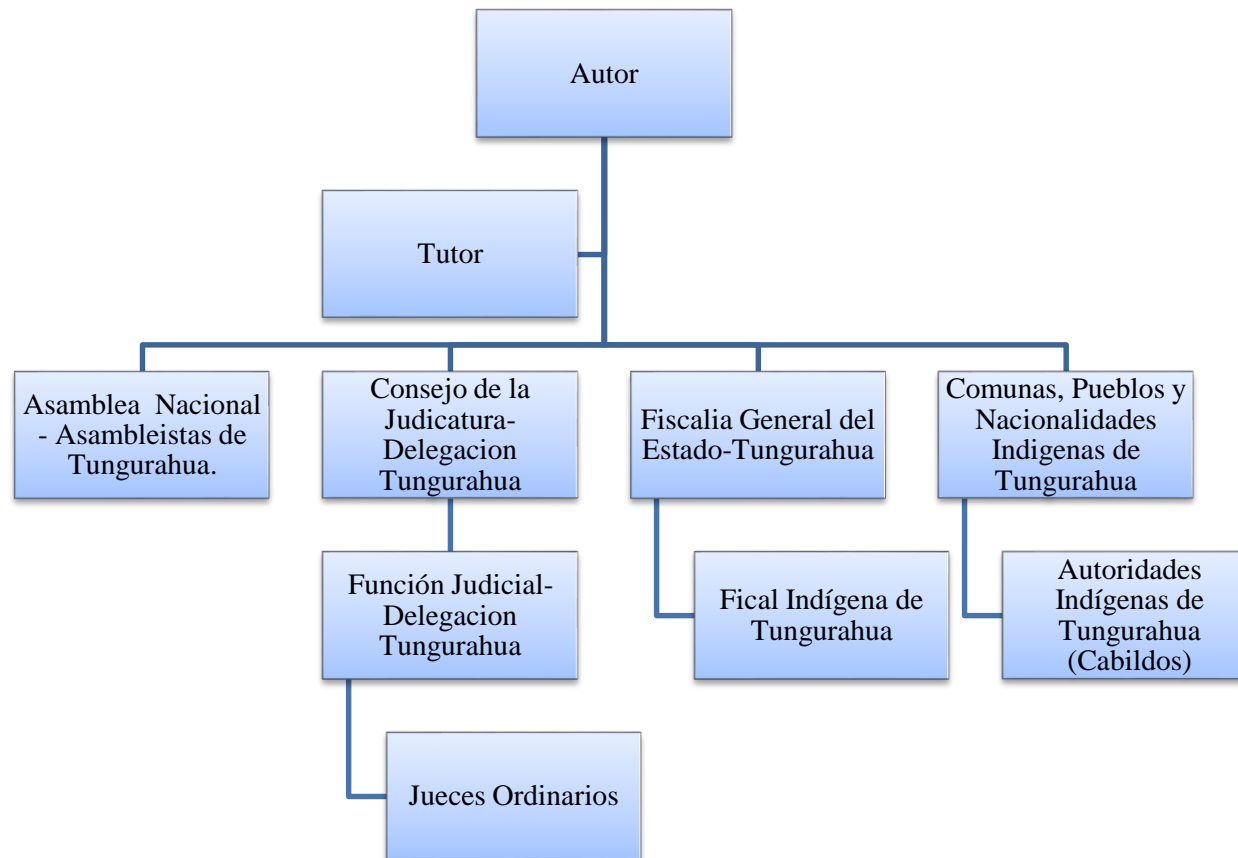 Autor
Tutor
Asamblea Nacional
- Asambleistas de
Tungurahua.
Consejo de la
Judicatura-
Delegacion
Tungurahua
Fiscalia General del
Estado-Tungurahua
Comunas, Pueblos y
Nacionalidades
Indigenas de
Tungurahua
Función Judicial-
Delegacion
Tungurahua
Fical Indígena de
Tungurahua
Autoridades
Indígenas de
Tungurahua
(Cabildos)
Jueces Ordinarios